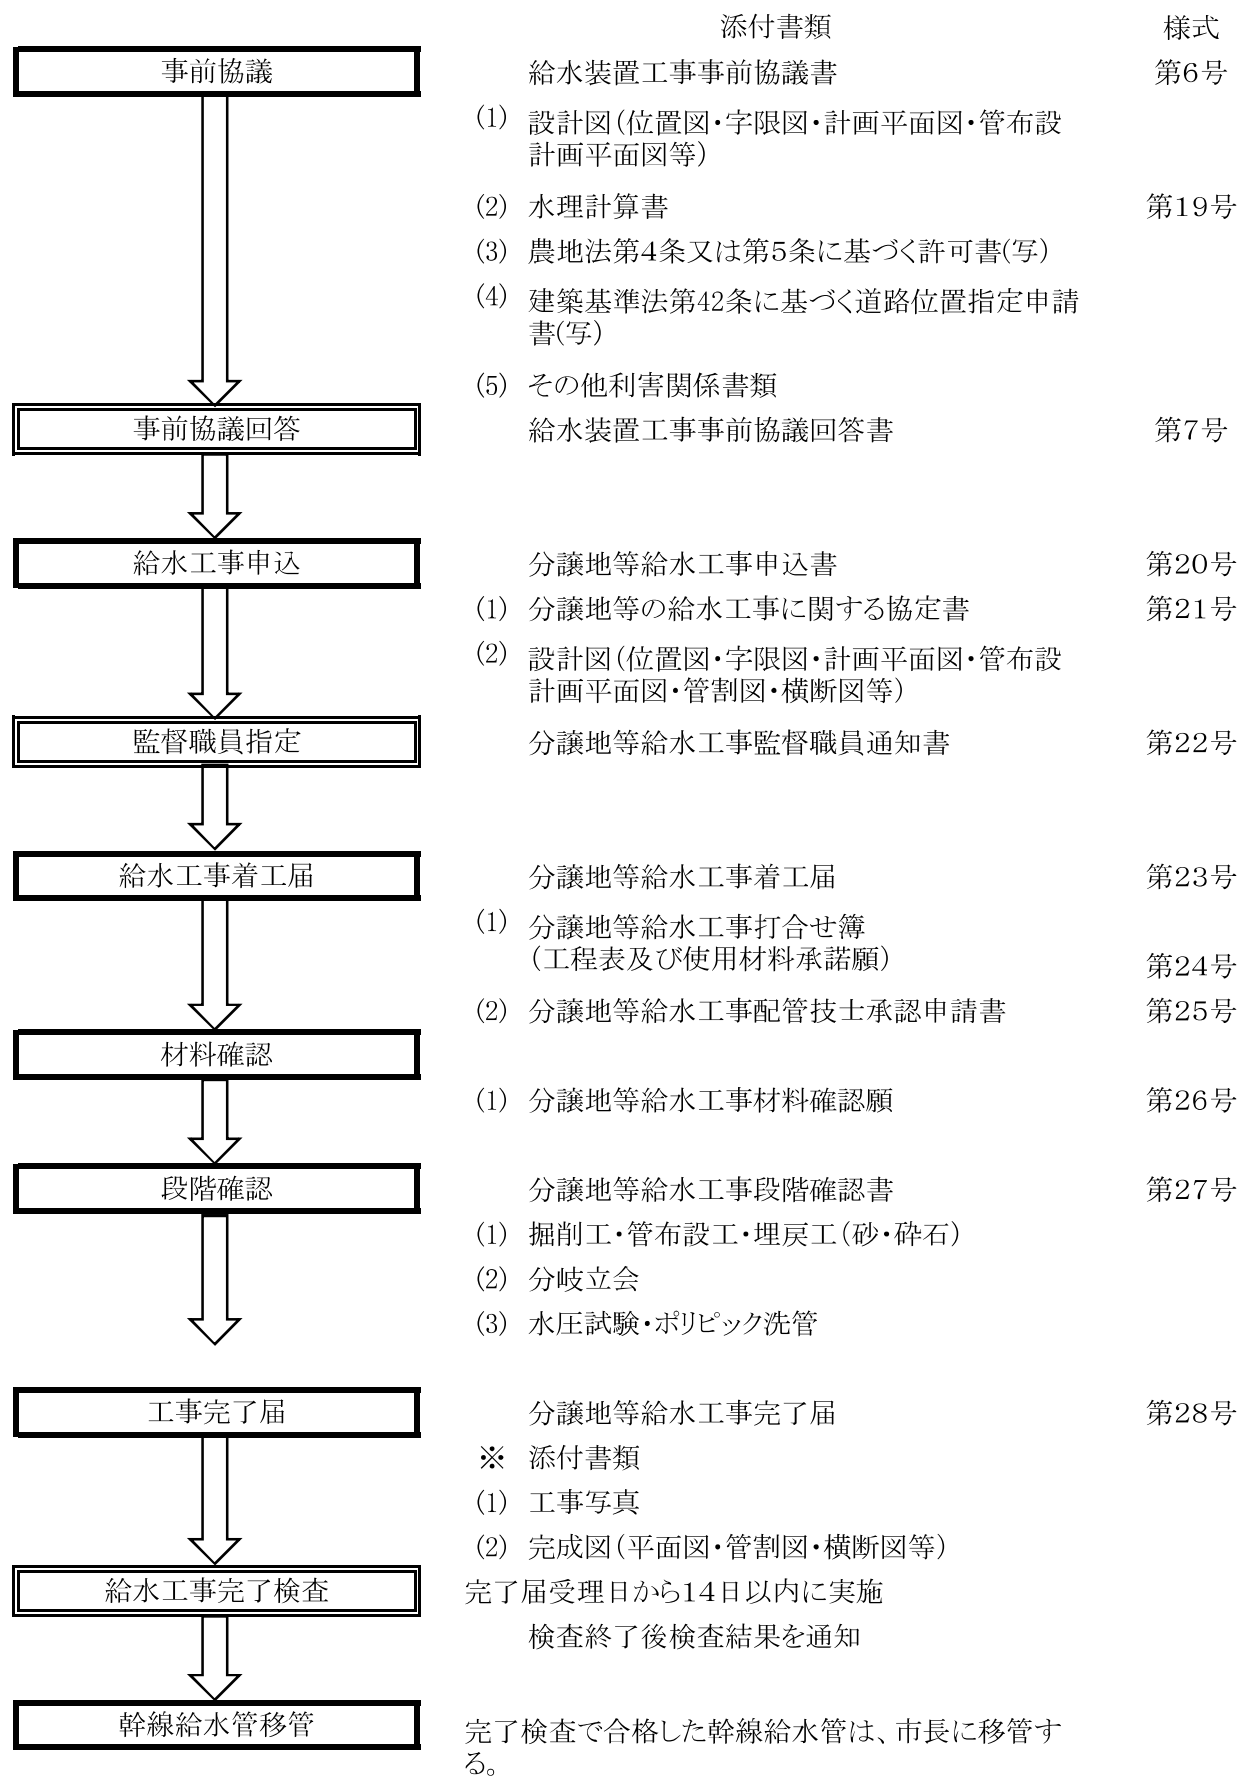 添付書類 様式
事前協議 給水装置工事事前協議書 第6号
(1) 設計図（位置図・字限図・計画平面図・管布設
計画平面図等）
(2) 水理計算書 第19号
(3) 農地法第4条又は第5条に基づく許可書(写)
(4) 建築基準法第42条に基づく道路位置指定申請
書(写)
(5) その他利害関係書類
事前協議回答 給水装置工事事前協議回答書 第7号
給水工事申込 分譲地等給水工事申込書 第20号
(1) 分譲地等の給水工事に関する協定書 第21号
(2) 設計図（位置図・字限図・計画平面図・管布設
計画平面図・管割図・横断図等）
監督職員指定 分譲地等給水工事監督職員通知書 第22号
給水工事着工届 分譲地等給水工事着工届 第23号
(1) 分譲地等給水工事打合せ簿
（工程表及び使用材料承諾願） 第24号
(2) 分譲地等給水工事配管技士承認申請書 第25号
材料確認
(1) 分譲地等給水工事材料確認願 第26号
段階確認 分譲地等給水工事段階確認書 第27号
(1) 掘削工・管布設工・埋戻工（砂・砕石）
(2) 分岐立会
(3) 水圧試験・ポリピック洗管
工事完了届 分譲地等給水工事完了届 第28号
※ 添付書類
(1) 工事写真
(2) 完成図（平面図・管割図・横断図等）
給水工事完了検査 完了届受理日から14日以内に実施
検査終了後検査結果を通知
幹線給水管移管 完了検査で合格した幹線給水管は、市長に移管す
る。